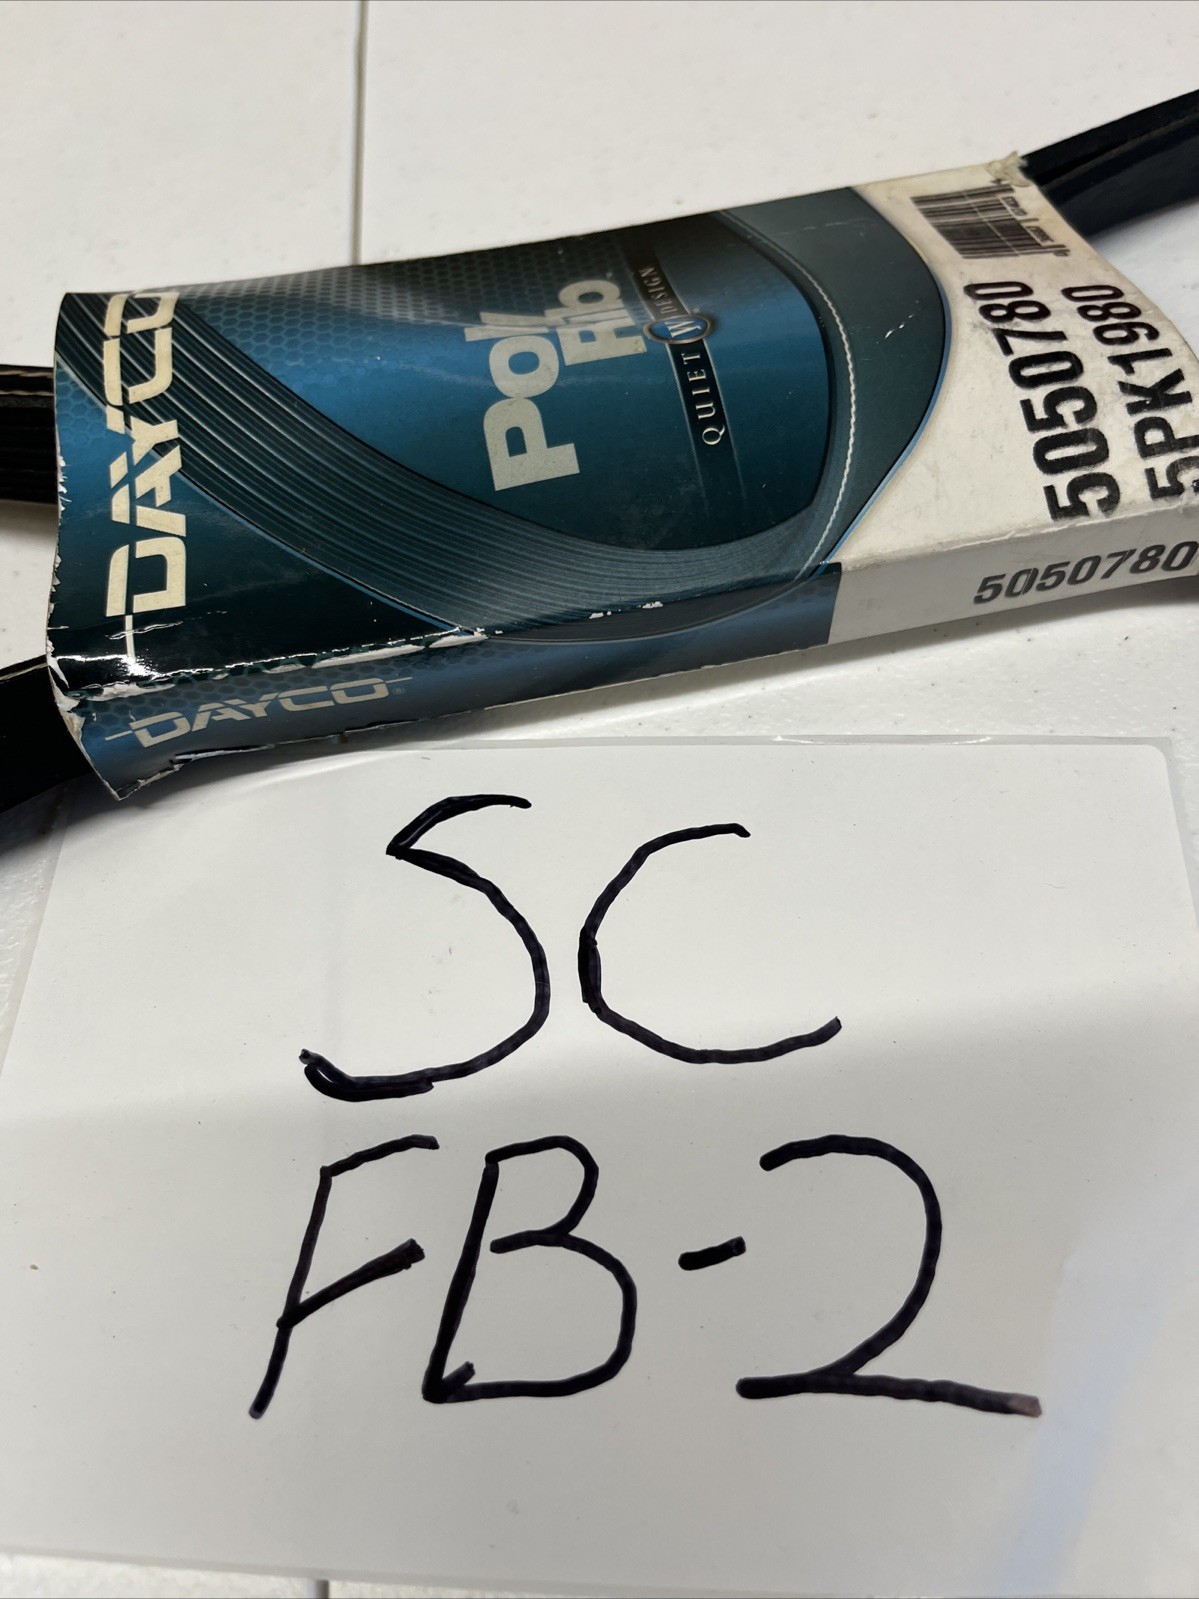 DAYCO
Poly
Rib
QUIET W DESIGN
5050780
5PK1980
5050780
DAYCO®
SC
FB-2